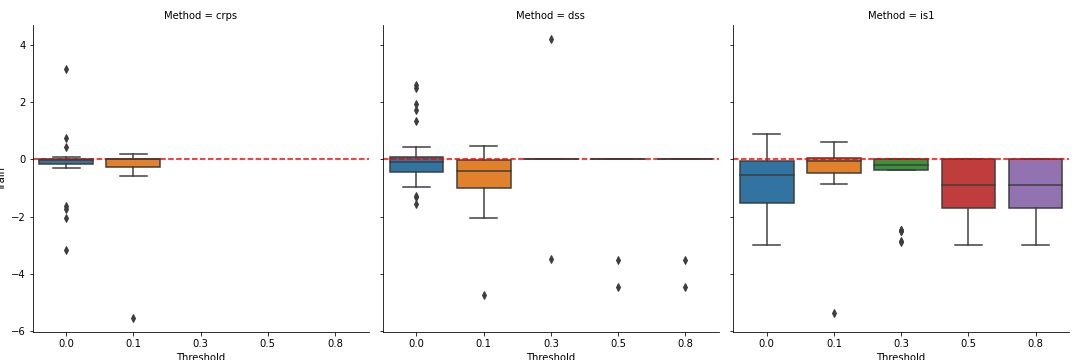 Method = crps
Method = dss
Method = is1
4
2
0
−2
−4
−6
0.0 0.1 0.3 0.5 0.8
0.0 0.1 0.3 0.5 0.8
0.0 0.1 0.3 0.5 0.8
Threshold
Threshold
Threshold